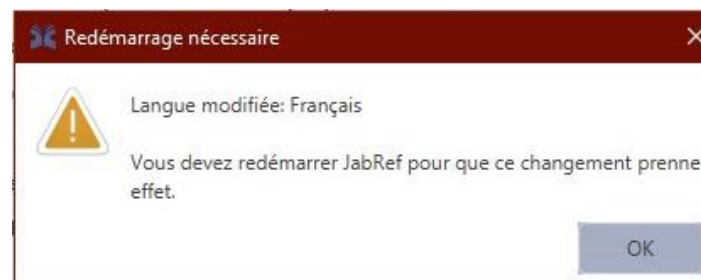 Redémarrage nécessaire
Langue modifiée: Français
Vous devez redémarrer JabRef pour que ce changement prenne
effet.
OK